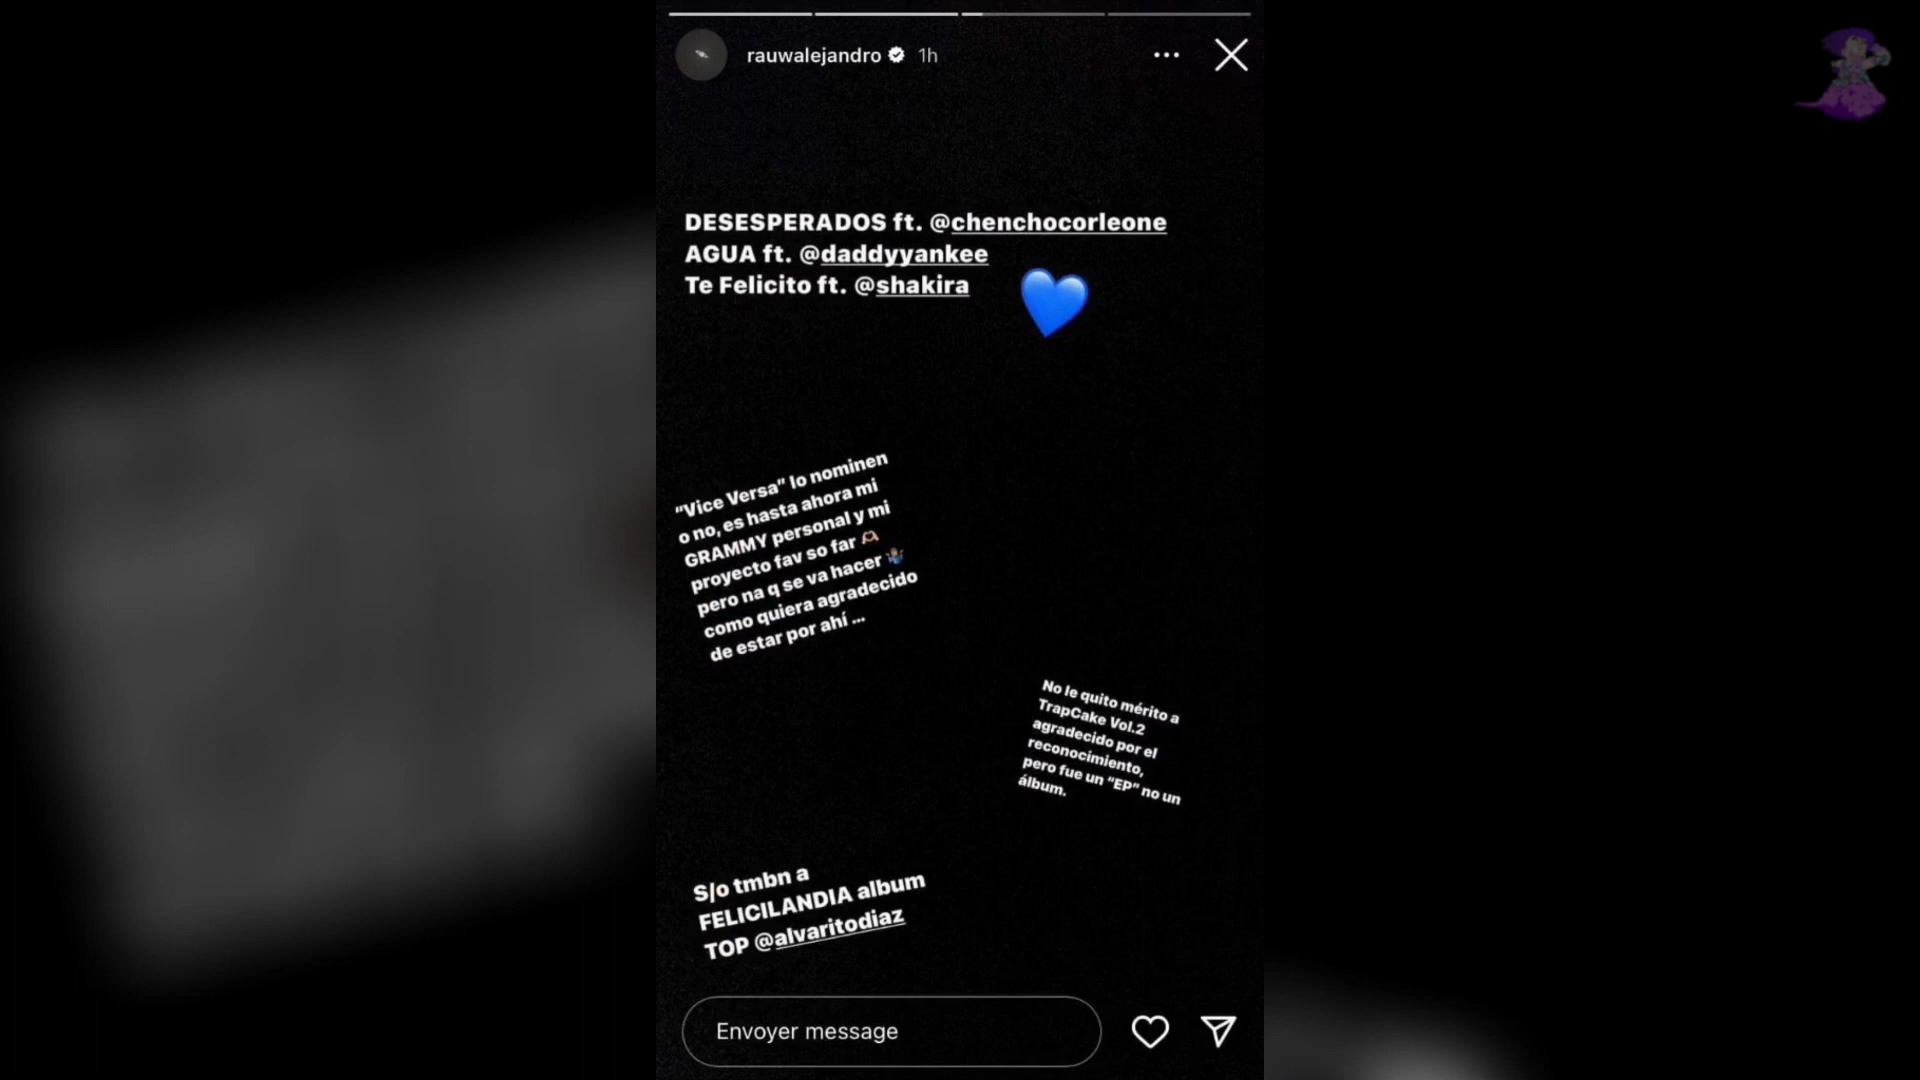 rauwalejandro 1h
DESESPERADOS ft. @chenchocorleone
AGUA ft. @daddyyankee
Te Felicito ft. @shakira
“Vice Versa” lo nominen
o no, es hasta ahora mi
GRAMMY personal y mi
proyecto fav so far 🫶🏼
pero na q se va hacer 🤷🏽‍♂️
como quiera agradecido
de estar por ahí ...
No le quito mérito a
TrapCake Vol.2
agradecido por el
reconocimiento,
pero fue un “EP” no un
álbum.
S/o tmbn a
FELICILANDIA album
TOP @alvaritodiaz
Envoyer message